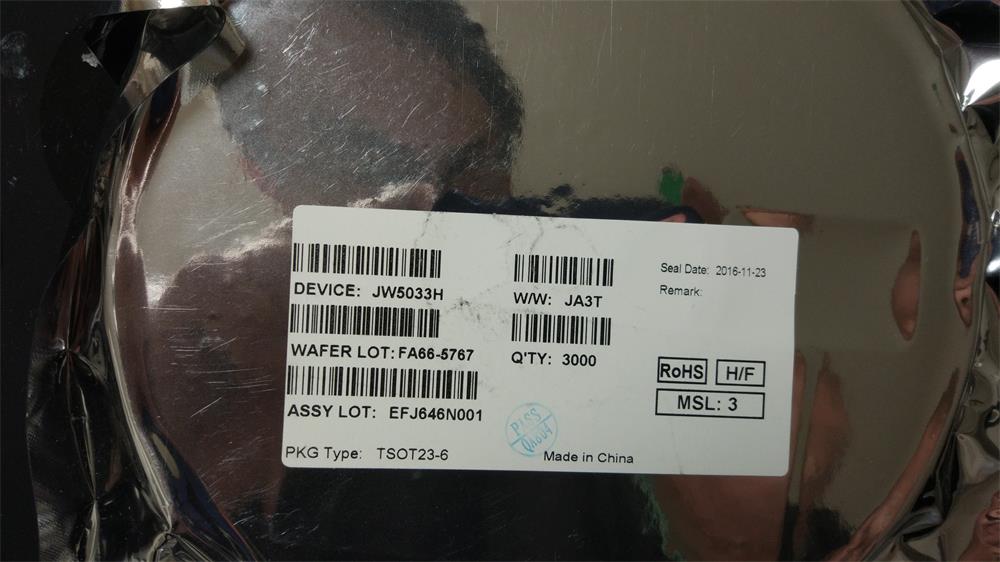 DEVICE: JW5033H
WAFER LOT: FA66-5767
ASSY LOT: EFJ646N001
PKG Type: TSOT23-6
W/W: JA3T
Q'TY: 3000
Seal Date: 2016-11-23
Remark:
RoHS H/F
MSL: 3
PASS
QA004
Made in China